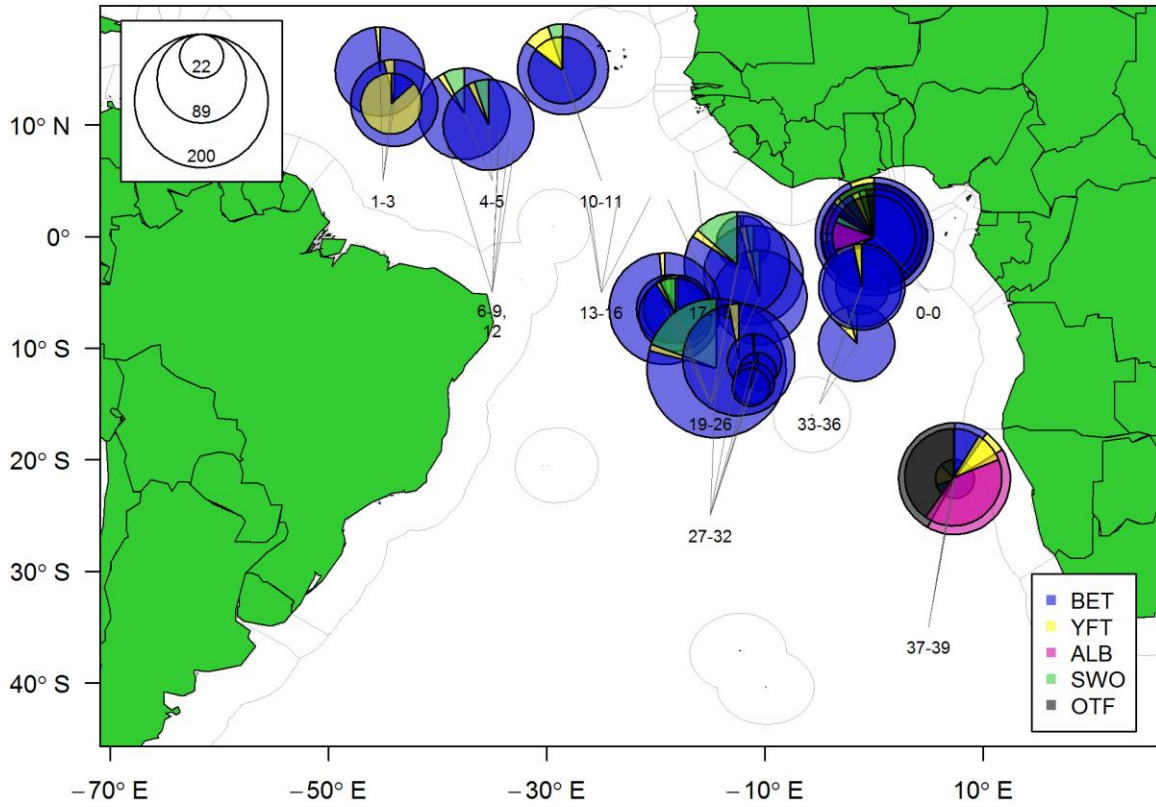 22
89
200
10° N
0°
−10° S
−20° S
−30° S
−40° S
1-3
4-5
10-11
6-9,
12
13-16
0-0
19-26
33-36
27-32
37-39
BET
YFT
ALB
SWO
OTF
−70° E
−50° E
−30° E
−10° E
10° E